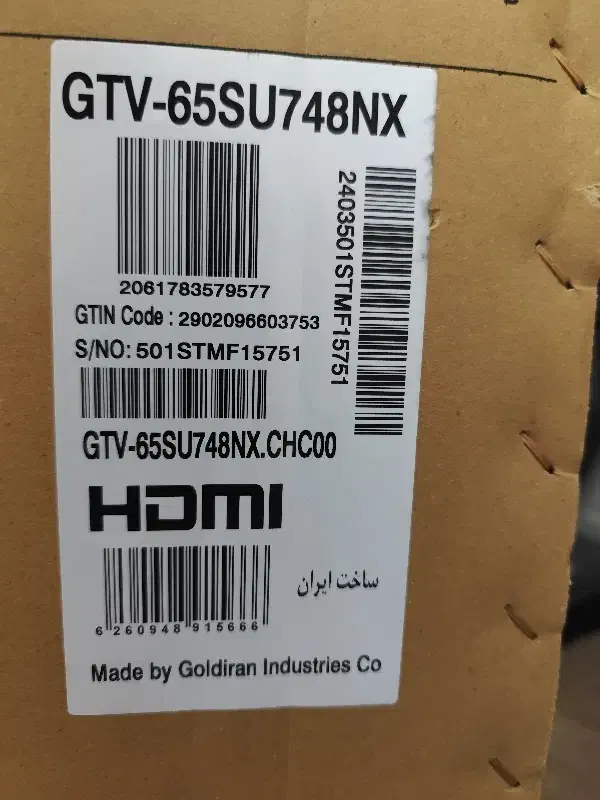 GTV-65SU748NX
2061783579577
2403501STMF15751
GTIN Code : 2902096603753
S/NO: 501STMF15751
GTV-65SU748NX.CHC00
HDMI
ساخت ایران
6 260948 915666
Made by Goldiran Industries Co